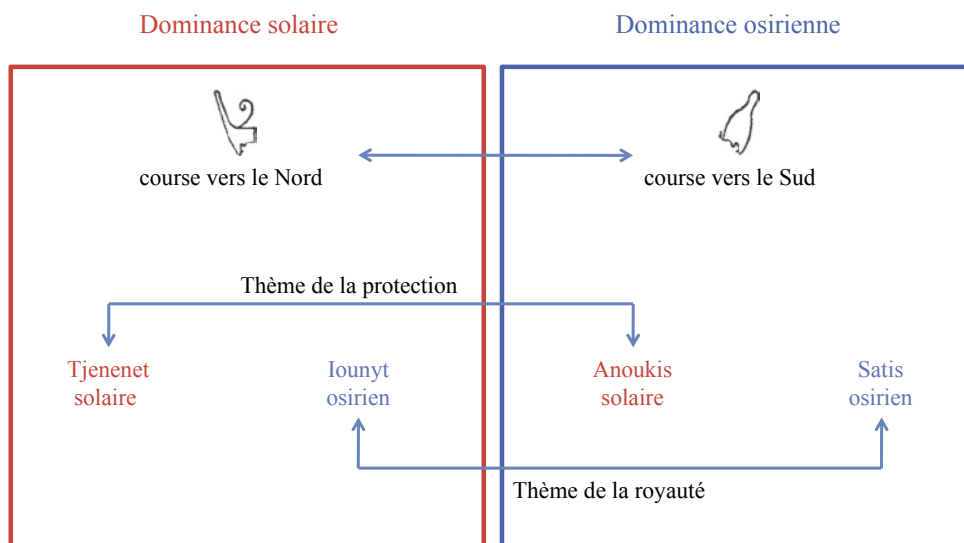 Dominance solaire
Dominance osirienne
course vers le Nord
course vers le Sud
Thème de la protection
Tjenenet
solaire
Iounyt
osirien
Anoukis
solaire
Satis
osirien
Thème de la royauté